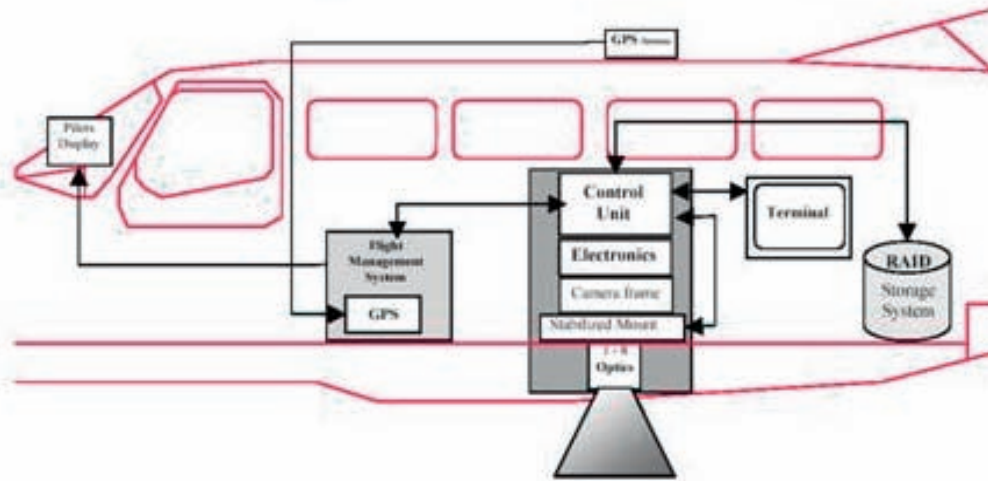 GPS
Pilots
Display
Control
Unit
Terminal
Flight
Management
System
Electronics
RAID
Storage
System
Camera frame
GPS
Stabilized Mount
Optics